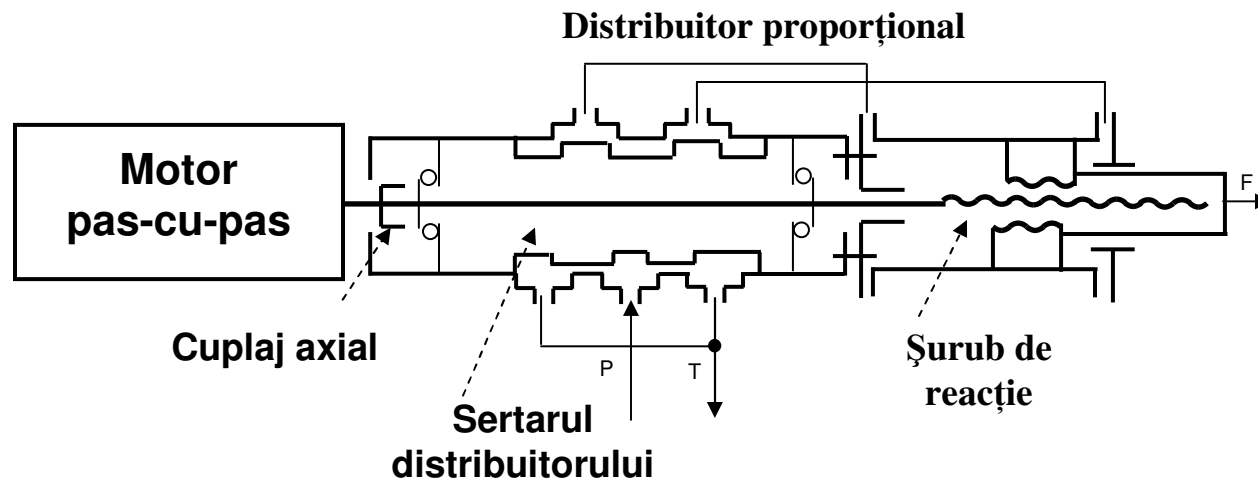 Distribuitor proporțional
Motor
pas-cu-pas
F
Cuplaj axial
Şurub de
reacție
P
T
Sertarul
distribuitorului